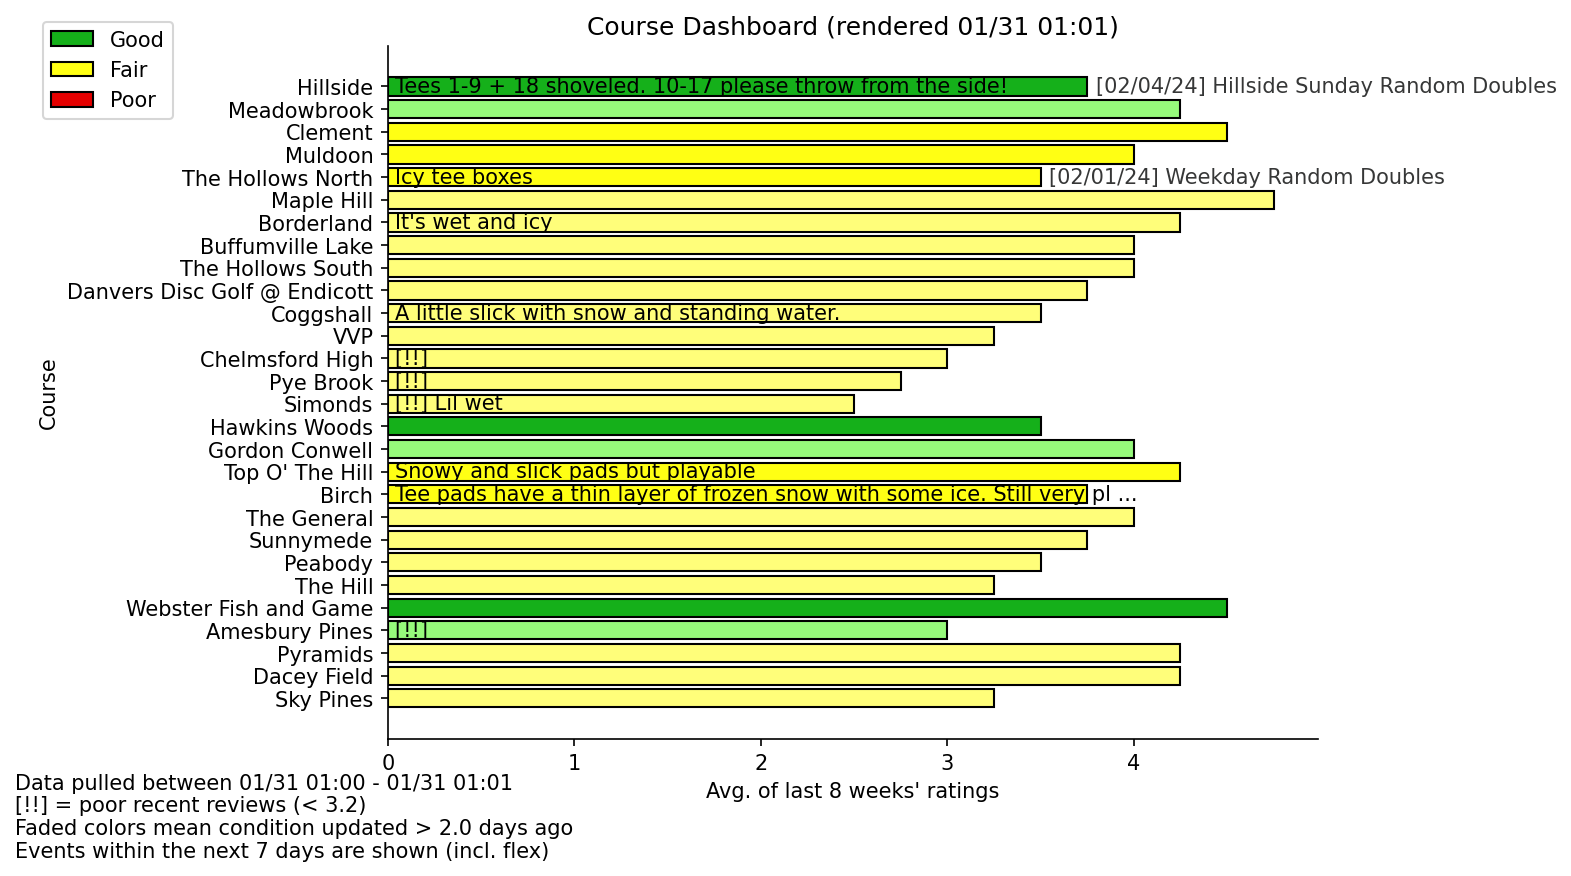 Course Dashboard (rendered 01/31 01:01)
Good
Fair
Poor
Hillside Tees 1-9 + 18 shoveled. 10-17 please throw from the side! [02/04/24] Hillside Sunday Random Doubles
Meadowbrook
Clement
Muldoon
The Hollows North Icy tee boxes [02/01/24] Weekday Random Doubles
Maple Hill
Borderland It's wet and icy
Buffumville Lake
The Hollows South
Danvers Disc Golf @ Endicott
Coggshall A little slick with snow and standing water.
VVP
Chelmsford High [!!]
Pye Brook [!!]
Simonds [!!] Lil wet
Hawkins Woods
Gordon Conwell
Top O' The Hill Snowy and slick pads but playable
Birch Tee pads have a thin layer of frozen snow with some ice. Still very pl ...
The General
Sunnymede
Peabody
The Hill
Webster Fish and Game
Amesbury Pines [!!]
Pyramids
Dacey Field
Sky Pines
Course
0 1 2 3 4
Avg. of last 8 weeks' ratings
Data pulled between 01/31 01:00 - 01/31 01:01
[!!] = poor recent reviews (< 3.2)
Faded colors mean condition updated > 2.0 days ago
Events within the next 7 days are shown (incl. flex)